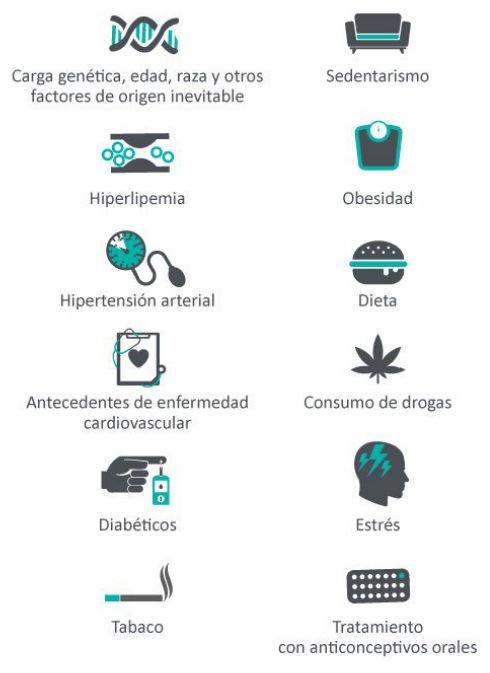 Carga genética, edad, raza y otros
factores de origen inevitable
Sedentarismo
Hiperlipemia
Obesidad
Hipertensión arterial
Dieta
Antecedentes de enfermedad
cardiovascular
Consumo de drogas
Diabéticos
Estrés
Tabaco
Tratamiento
con anticonceptivos orales